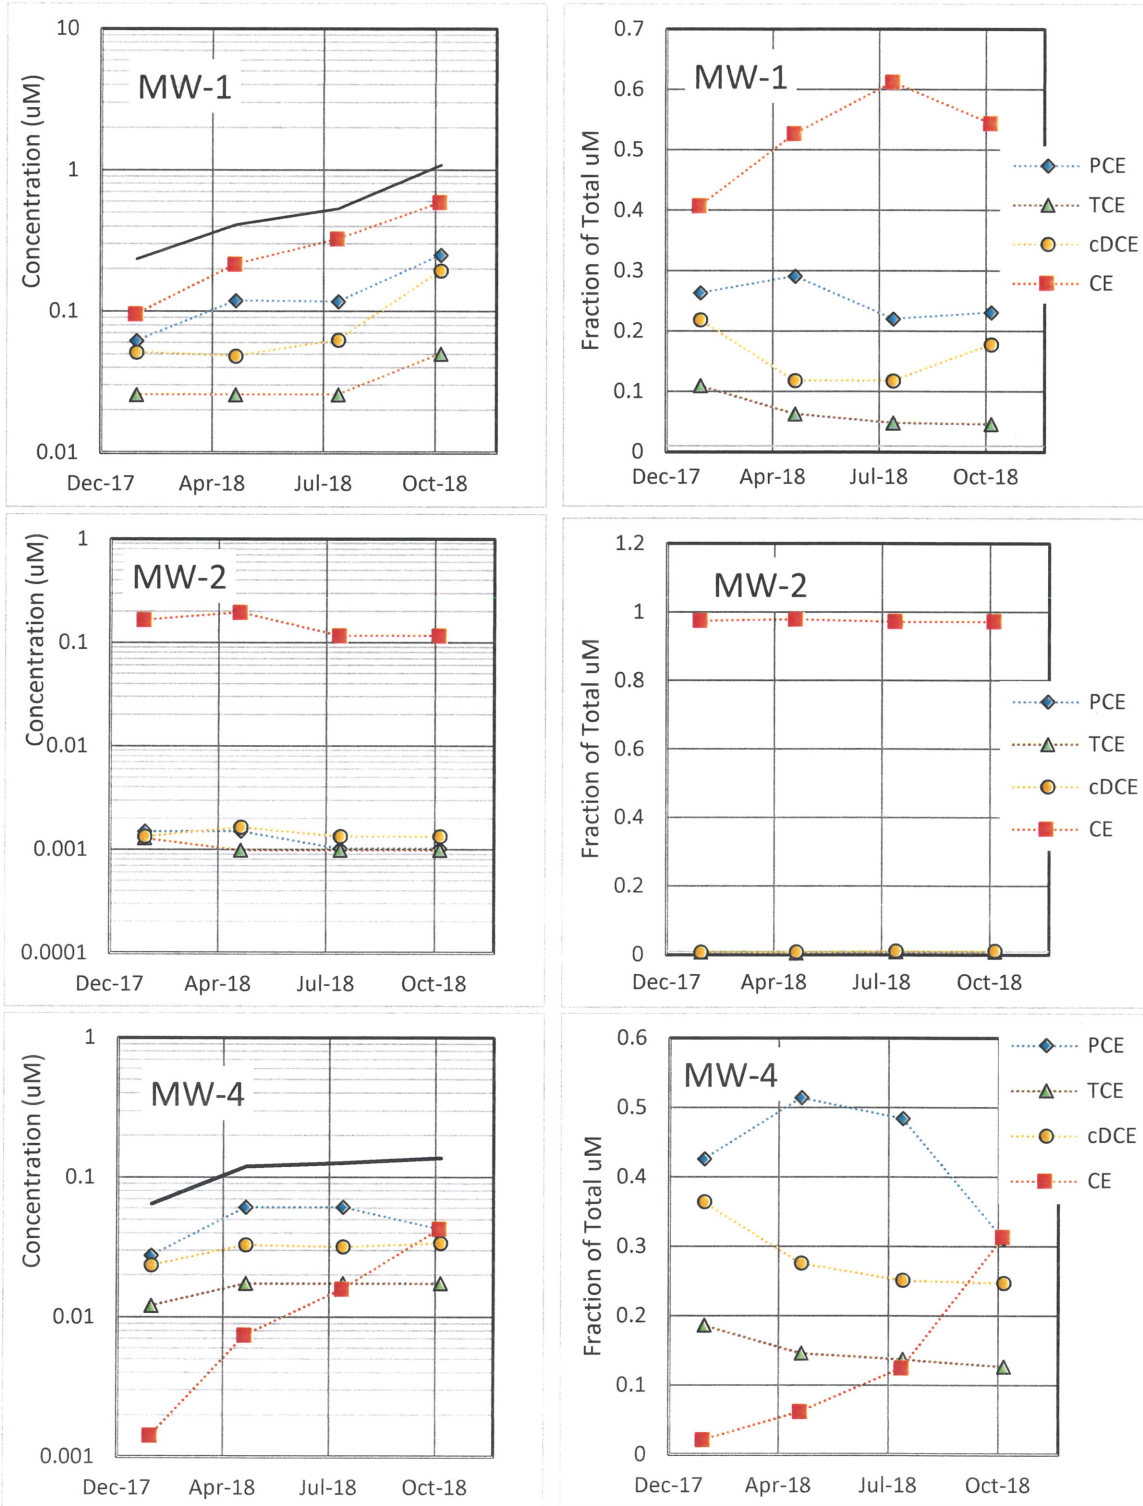 10
1
0.1
0.01
Concentration (uM)
MW-1
Dec-17 Apr-18 Jul-18 Oct-18
0.7
0.6
0.5
0.4
0.3
0.2
0.1
0
Fraction of Total uM
MW-1
PCE
TCE
cDCE
CE
Dec-17 Apr-18 Jul-18 Oct-18
1
0.1
0.01
0.001
0.0001
Concentration (uM)
MW-2
Dec-17 Apr-18 Jul-18 Oct-18
1.2
1
0.8
0.6
0.4
0.2
0
Fraction of Total uM
MW-2
PCE
TCE
cDCE
CE
Dec-17 Apr-18 Jul-18 Oct-18
1
0.1
0.01
0.001
Concentration (uM)
MW-4
Dec-17 Apr-18 Jul-18 Oct-18
0.6
0.5
0.4
0.3
0.2
0.1
0
Fraction of Total uM
MW-4
PCE
TCE
cDCE
CE
Dec-17 Apr-18 Jul-18 Oct-18